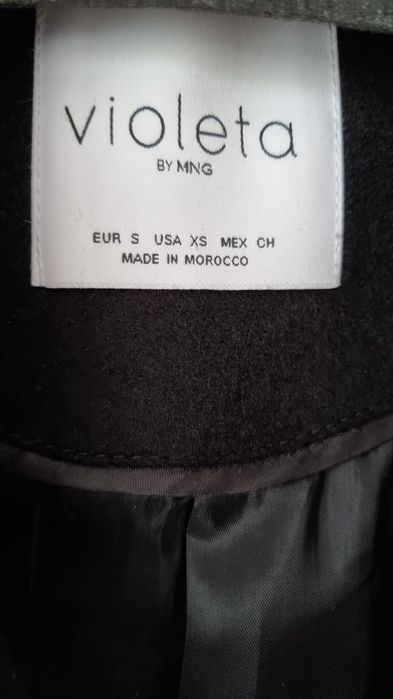 violeta
BY MNG
EUR S USA XS MEX CH
MADE IN MOROCCO